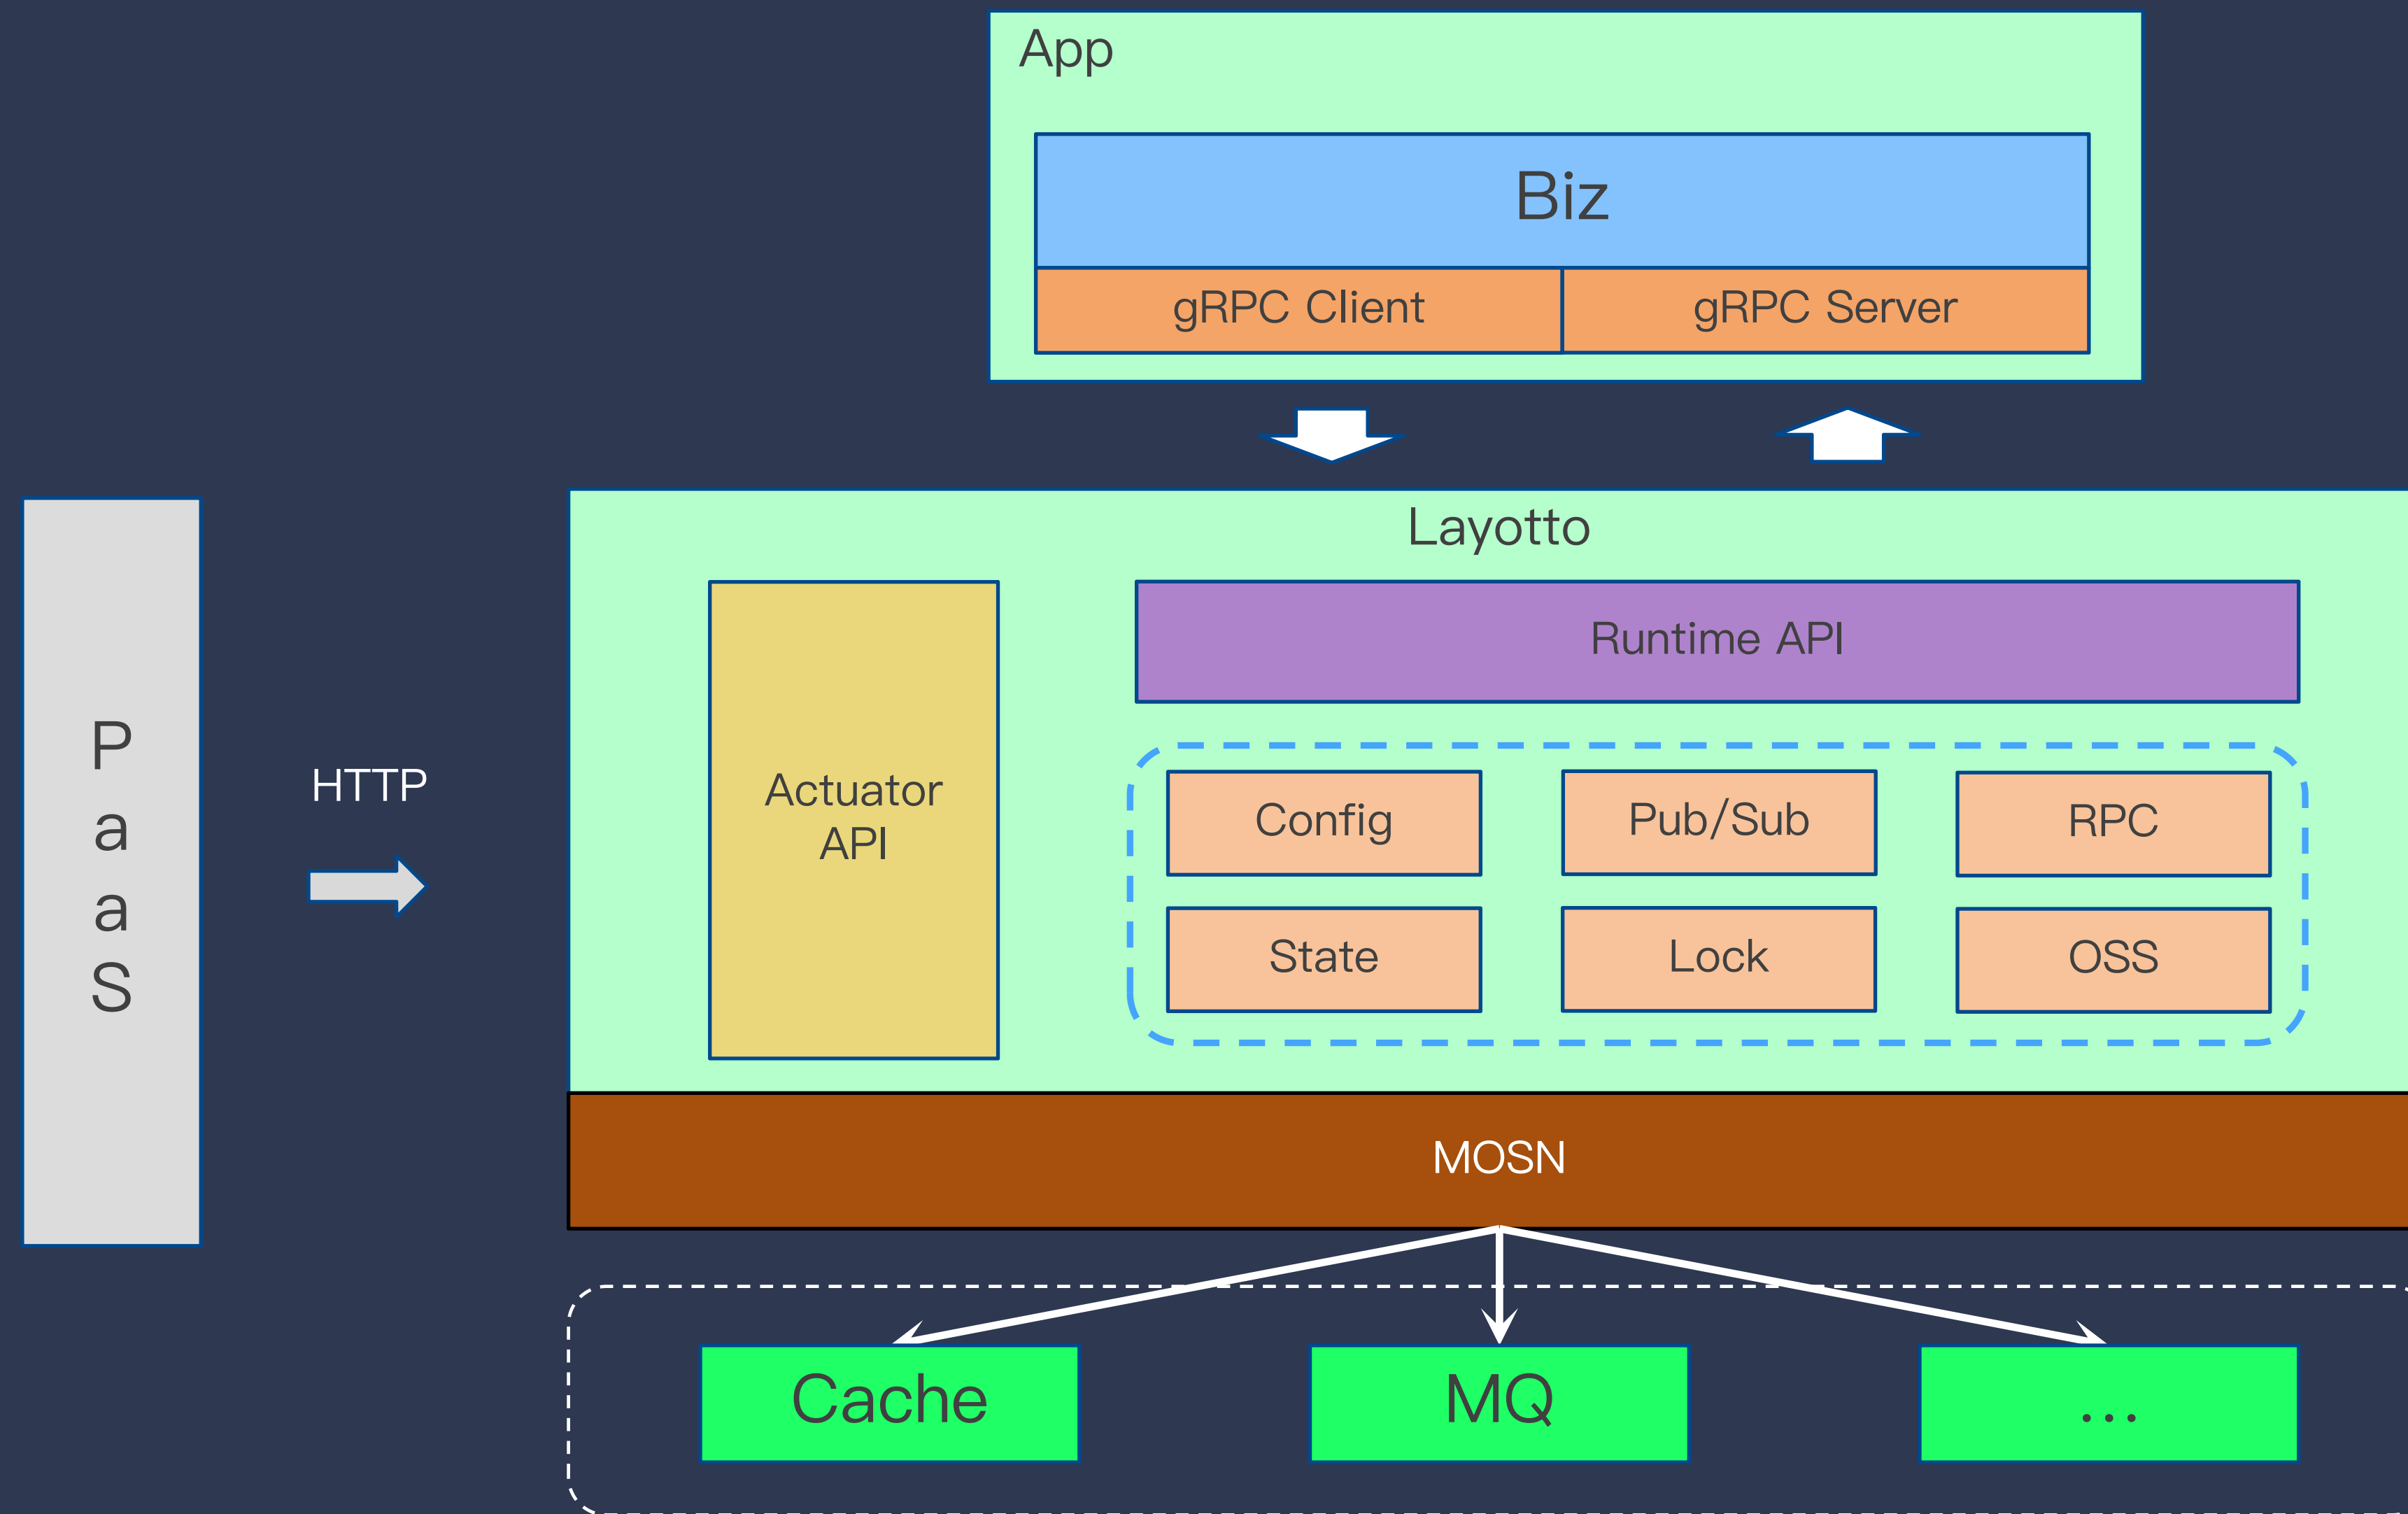 App
Biz
gRPC Client
gRPC Server
Layotto
Runtime API
P
a
a
S
HTTP
Actuator
API
Config
Pub/Sub
RPC
State
Lock
OSS
MOSN
Cache
MQ
...